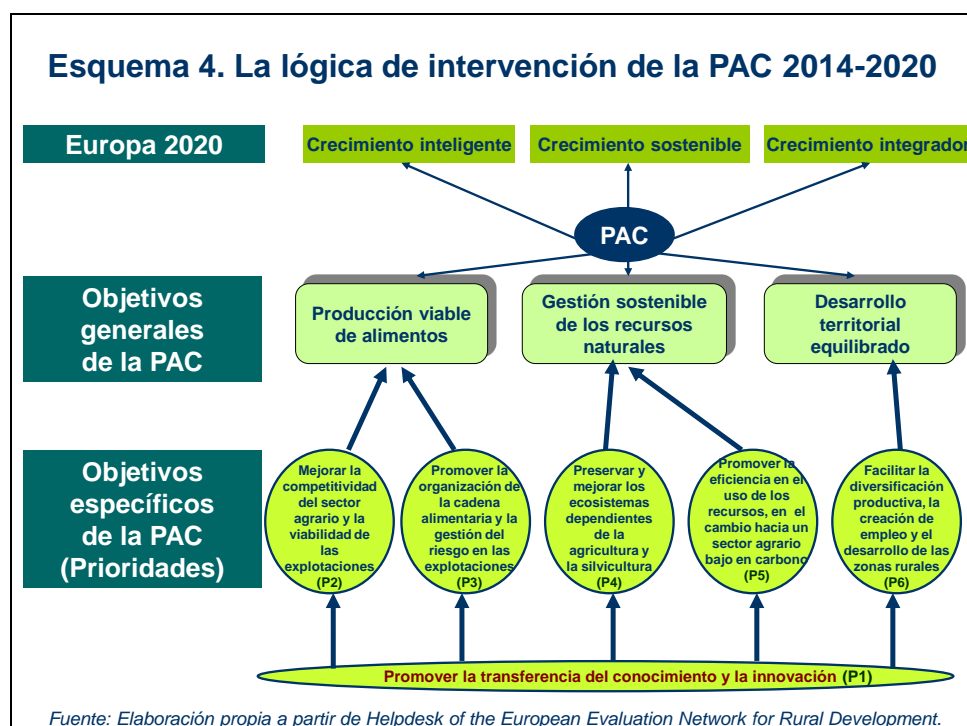 Esquema 4. La lógica de intervención de la PAC 2014-2020
Europa 2020
Crecimiento inteligente
Crecimiento sostenible
Crecimiento integrador
PAC
Objetivos
generales
de la PAC
Producción viable
de alimentos
Gestión sostenible
de los recursos
naturales
Desarrollo
territorial
equilibrado
Objetivos
específicos
de la PAC
(Prioridades)
Mejorar la
competitividad
del sector
agrario y la
viabilidad de
las
explotaciones
(P2)
Promover la
organización de
la cadena
alimentaria y la
gestión del
riesgo en las
explotaciones
(P3)
Preservar y
mejorar los
ecosistemas
dependientes
de la
agricultura y
la silvicultura
(P4)
Promover la
eficiencia en el
uso de los
recursos, en el
cambio hacia un
sector agrario
bajo en carbono
(P5)
Facilitar la
diversificación
productiva, la
creación de
empleo y el
desarrollo de las
zonas rurales
(P6)
Promover la transferencia del conocimiento y la innovación (P1)
Fuente: Elaboración propia a partir de Helpdesk of the European Evaluation Network for Rural Development.